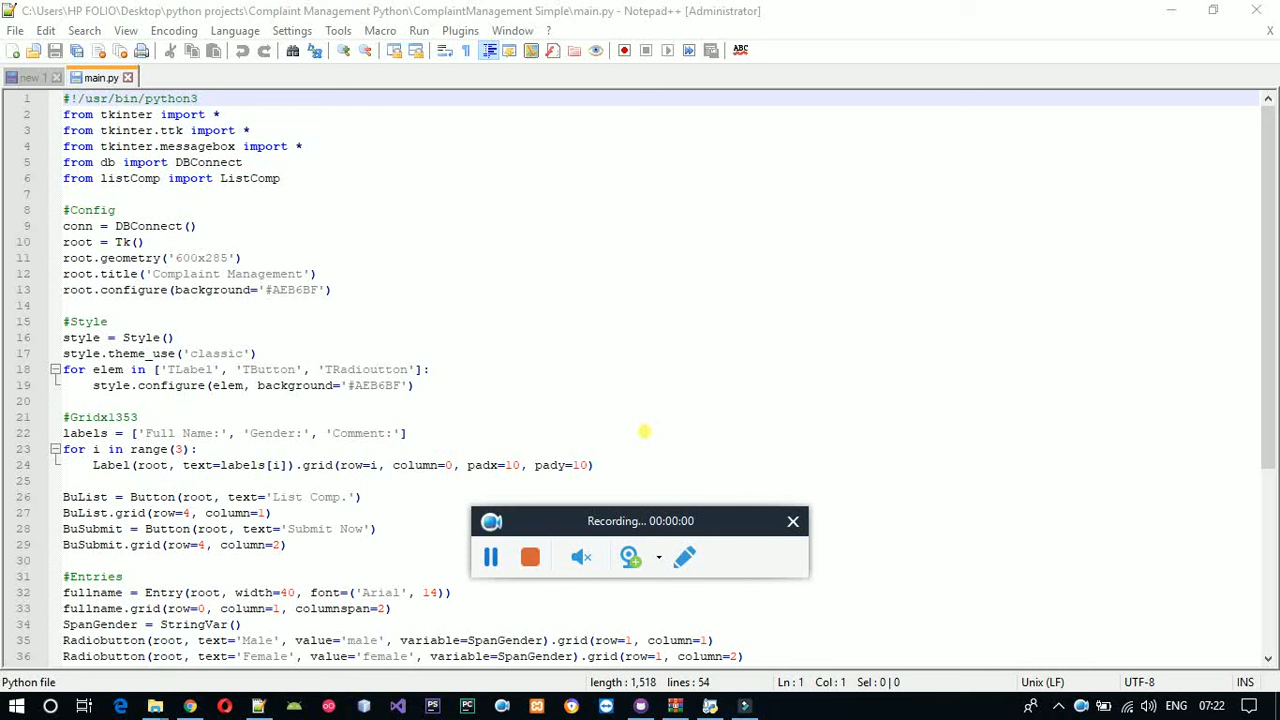 C:\Users\HP FOLIO\Desktop\python projects\Complaint Management Python\ComplaintManagement Simple\main.py - Notepad++ [Administrator]
File Edit Search View Encoding Language Settings Tools Macro Run Plugins Window ? X
ABC
new 1 main.py
1 #!/usr/bin/python3
2 from tkinter import *
3 from tkinter.ttk import *
4 from tkinter.messagebox import *
5 from db import DBConnect
6 from listComp import ListComp
7
8 #Config
9 conn = DBConnect()
10 root = Tk()
11 root.geometry('600x285')
12 root.title('Complaint Management')
13 root.configure(background='#AEB6BF')
14
15 #Style
16 style = Style()
17 style.theme_use('classic')
18 for elem in ['TLabel', 'TButton', 'TRadioutton']:
19 style.configure(elem, background='#AEB6BF')
20
21 #Gridx1353
22 labels = ['Full Name:', 'Gender:', 'Comment:']
23 for i in range(3):
24 Label(root, text=labels[i]).grid(row=i, column=0, padx=10, pady=10)
25
26 BuList = Button(root, text='List Comp.')
27 BuList.grid(row=4, column=1)
28 BuSubmit = Button(root, text='Submit Now')
29 BuSubmit.grid(row=4, column=2)
30
31 #Entries
32 fullname = Entry(root, width=40, font=('Arial', 14))
33 fullname.grid(row=0, column=1, columnspan=2)
34 SpanGender = StringVar()
35 Radiobutton(root, text='Male', value='male', variable=SpanGender).grid(row=1, column=1)
36 Radiobutton(root, text='Female', value='female', variable=SpanGender).grid(row=1, column=2)
Recording... 00:00:00
Python file length : 1,518 lines : 54 Ln : 1 Col : 1 Sel : 0 | 0 Unix (LF) UTF-8 INS
PS PC ENG 07:22